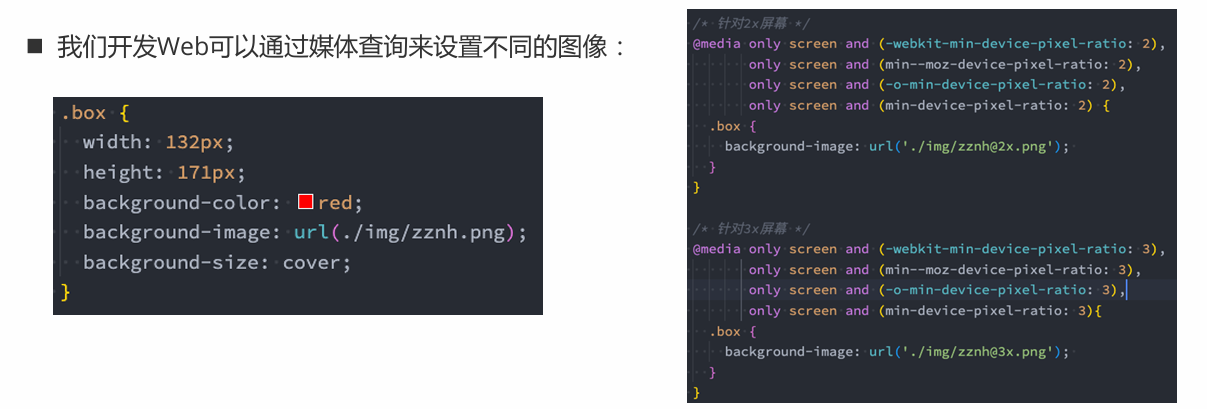 ■ 我们开发Web可以通过媒体查询来设置不同的图像：
.box {
  width: 132px;
  height: 171px;
  background-color: red;
  background-image: url(./img/zznh.png);
  background-size: cover;
}
/* 针对2x屏幕 */
@media only screen and (-webkit-min-device-pixel-ratio: 2),
       only screen and (min--moz-device-pixel-ratio: 2),
       only screen and (-o-min-device-pixel-ratio: 2),
       only screen and (min-device-pixel-ratio: 2) {
  .box {
    background-image: url('./img/zznh@2x.png');
  }
}
/* 针对3x屏幕 */
@media only screen and (-webkit-min-device-pixel-ratio: 3),
       only screen and (min--moz-device-pixel-ratio: 3),
       only screen and (-o-min-device-pixel-ratio: 3),
       only screen and (min-device-pixel-ratio: 3){
  .box {
    background-image: url('./img/zznh@3x.png');
  }
}